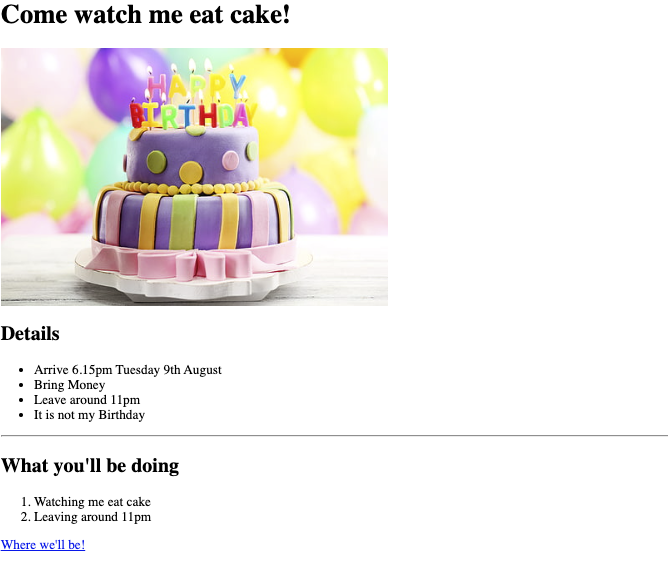 Come watch me eat cake!
HAPPY
BIRTHDAY
Details
Arrive 6.15pm Tuesday 9th August
Bring Money
Leave around 11pm
It is not my Birthday
What you'll be doing
1. Watching me eat cake
2. Leaving around 11pm
Where we'll be!